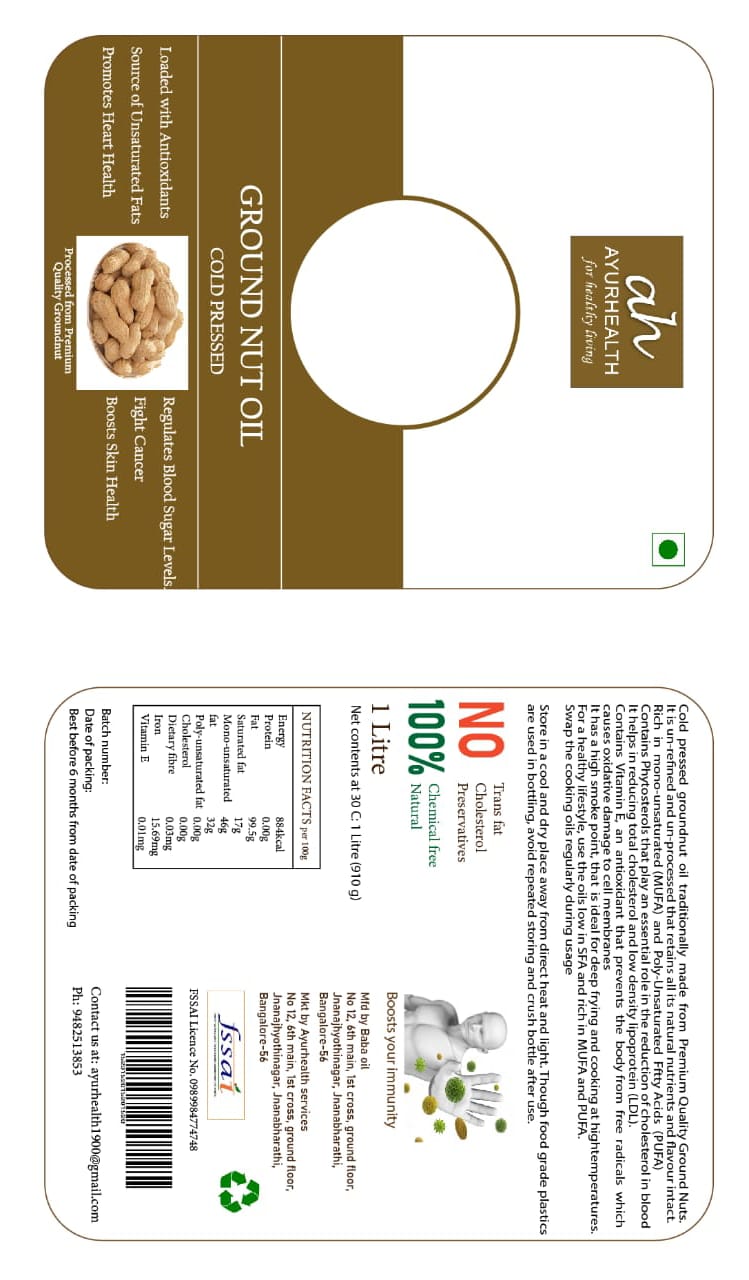 ah
AYURHEALTH
for healthy living
GROUND NUT OIL
COLD PRESSED
Loaded with Antioxidants
Source of Unsaturated Fats
Promotes Heart Health
Regulates Blood Sugar Levels.
Fight Cancer
Boosts Skin Health
Processed from Premium
Quality Groundnut
Cold pressed groundnut oil traditionally made from Premium Quality Ground Nuts.
It is un-refined and un-processed that retains all its natural nutrients and flavour intact.
Rich in mono-unsaturated (MUFA) and Poly-Unsaturated Fftty Acids (PUFA)
Contains Phytosterols that play an essential role in the reduction of cholesterol in blood
It helps in reducing total cholesterol and low density lipoprotein (LDL).
Contains Vitamin E, an antioxidant that prevents the body from free radicals which
causes oxidative damage to cell membranes
It has a high smoke point, that is ideal for deep frying and cooking at hightemperatures.
For a healthy lifestyle, use the oils low in SFA and rich in MUFA and PUFA.
Swap the cooking oils regularly during usage
Store in a cool and dry place away from direct heat and light. Though food grade plastics
are used in bottling, avoid repeated storing and crush bottle after use.
NO
Trans fat
Cholesterol
Preservatives
100%
Chemical free
Natural
1 Litre
Net contents at 30 C: 1 Litre (910 g)
NUTRITION FACTS per 100g
Energy 884kcal
Protein 0.00g
Fat 99.5g
Saturated fat 17g
Mono-unsaturated 46g
fat 32g
Poly-unsaturated fat 0.00g
Cholesterol 0.00g
Dietary fibre 0.03mg
Iron 15.69mg
Vitamin E 0.01mg
Batch number:
Date of packing:
Best before 6 months from date of packing
Boosts your immunity
Mfd by Baba oil
No 12, 6th main, 1st cross, ground floor,
Jnanajhyothinagar, Jnanabharathi,
Bangalore-56
Mkt by Ayurhealth services
No 12, 6th main, 1st cross, ground floor,
Jnanajhyothinagar, Jnanabharathi,
Bangalore-56
fssai
FSSAI Licence No. 0989984774748
Contact us at: ayurhealth1900@gmail.com
Ph: 9482513853